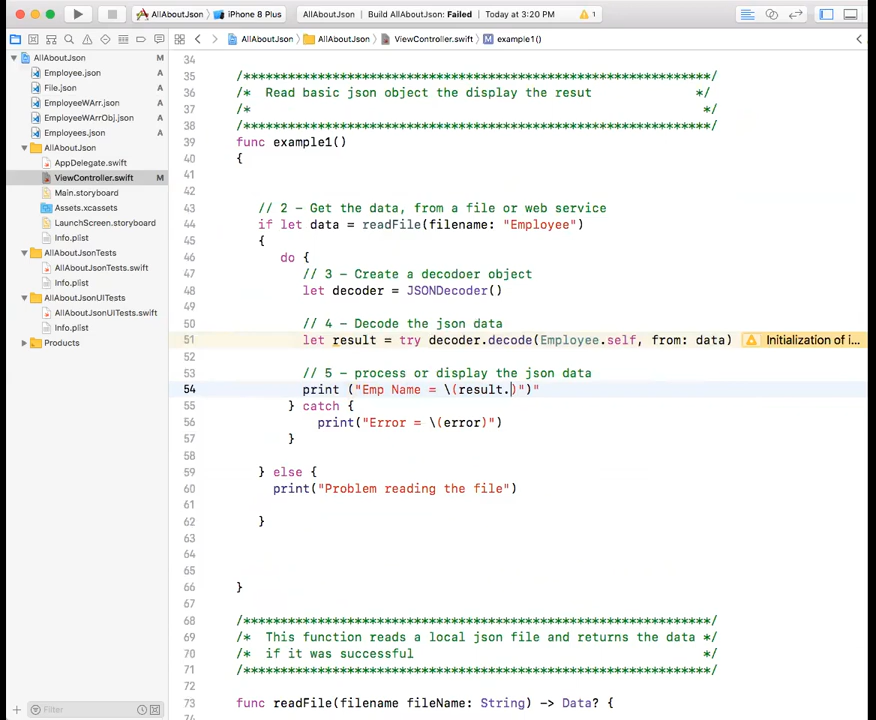 AllAboutJson iPhone 8 Plus AllAboutJson | Build AllAboutJson: Failed | Today at 3:20 PM 1
AllAboutJson AllAboutJson ViewController.swift M example1()
AllAboutJson M
Employee.json A
File.json A
EmployeeWArr.json A
EmployeeWArrObj.json A
Employees.json A
AllAboutJson
AppDelegate.swift
ViewController.swift M
Main.storyboard
Assets.xcassets
LaunchScreen.storyboard
Info.plist
AllAboutJsonTests
AllAboutJsonTests.swift
Info.plist
AllAboutJsonUITests
AllAboutJsonUITests.swift
Info.plist
Products
Filter
34
35 /****************************************************************/
36 /* Read basic json object the display the resut */
37 /* */
38 /****************************************************************/
39 func example1()
40 {
41
42
43 // 2 - Get the data, from a file or web service
44 if let data = readFile(filename: "Employee")
45 {
46 do {
47 // 3 - Create a decodoer object
48 let decoder = JSONDecoder()
49
50 // 4 - Decode the json data
51 let result = try decoder.decode(Employee.self, from: data) Initialization of i...
52
53 // 5 - process or display the json data
54 print ("Emp Name = \(result.)")"
55 } catch {
56 print("Error = \(error)")
57 }
58
59 } else {
60 print("Problem reading the file")
61
62 }
63
64
65
66 }
67
68 /****************************************************************/
69 /* This function reads a local json file and returns the data */
70 /* if it was successful */
71 /****************************************************************/
72
73 func readFile(filename fileName: String) -> Data? {